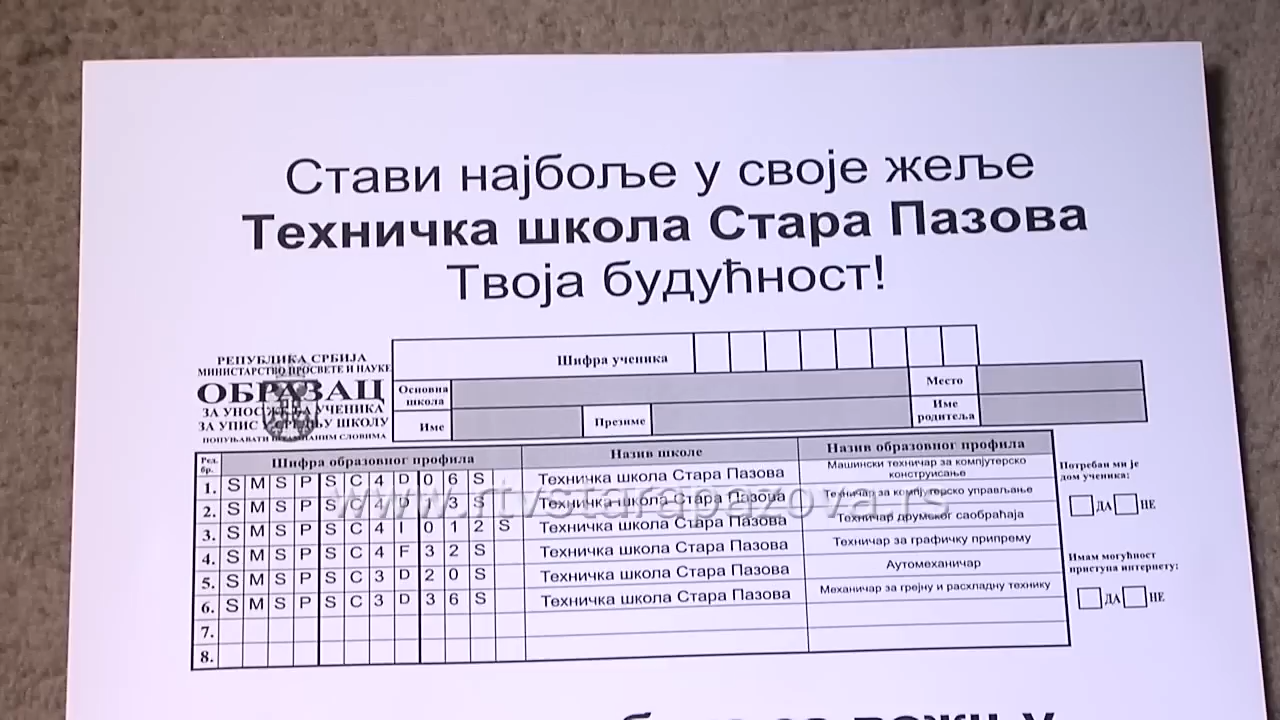 Стави најбоље у своје жеље
Техничка школа Стара Пазова
Твоја будућност!
РЕПУБЛИКА СРБИЈА
МИНИСТАРСТВО ПРОСВЕТЕ И НАУКЕ
ОБРАЗАЦ
ЗА УНОС ЖЕЉА УЧЕНИКА
ЗА УПИС У СРЕДЊУ ШКОЛУ
ПОПУЊАВАТИ ШТАМПАНИМ СЛОВИМА
Шифра ученика
Основна школа
Место
Име
Презиме
Име родитеља
Ред. бр.
Шифра образовног профила
Назив школе
Назив образовног профила
1. S M S P S C 4 D 0 6 S Техничка школа Стара Пазова Машински техничар за компјутерско конструисање
2. S M S P S C 4 3 S Техничка школа Стара Пазова Техничар за компјутерско управљање
3. S M S P S C 4 I 0 1 2 S Техничка школа Стара Пазова Техничар друмског саобраћаја
4. S M S P S C 4 F 3 2 S Техничка школа Стара Пазова Техничар за графичку припрему
5. S M S P S C 3 D 2 0 S Техничка школа Стара Пазова Аутомеханичар
6. S M S P S C 3 D 3 6 S Техничка школа Стара Пазова Механичар за грејну и расхладну технику
7.
8.
Потребан ми је
дом ученика:
ДА НЕ
Имам могућност
приступа интернету:
ДА НЕ
www.rtvstarapazova.rs